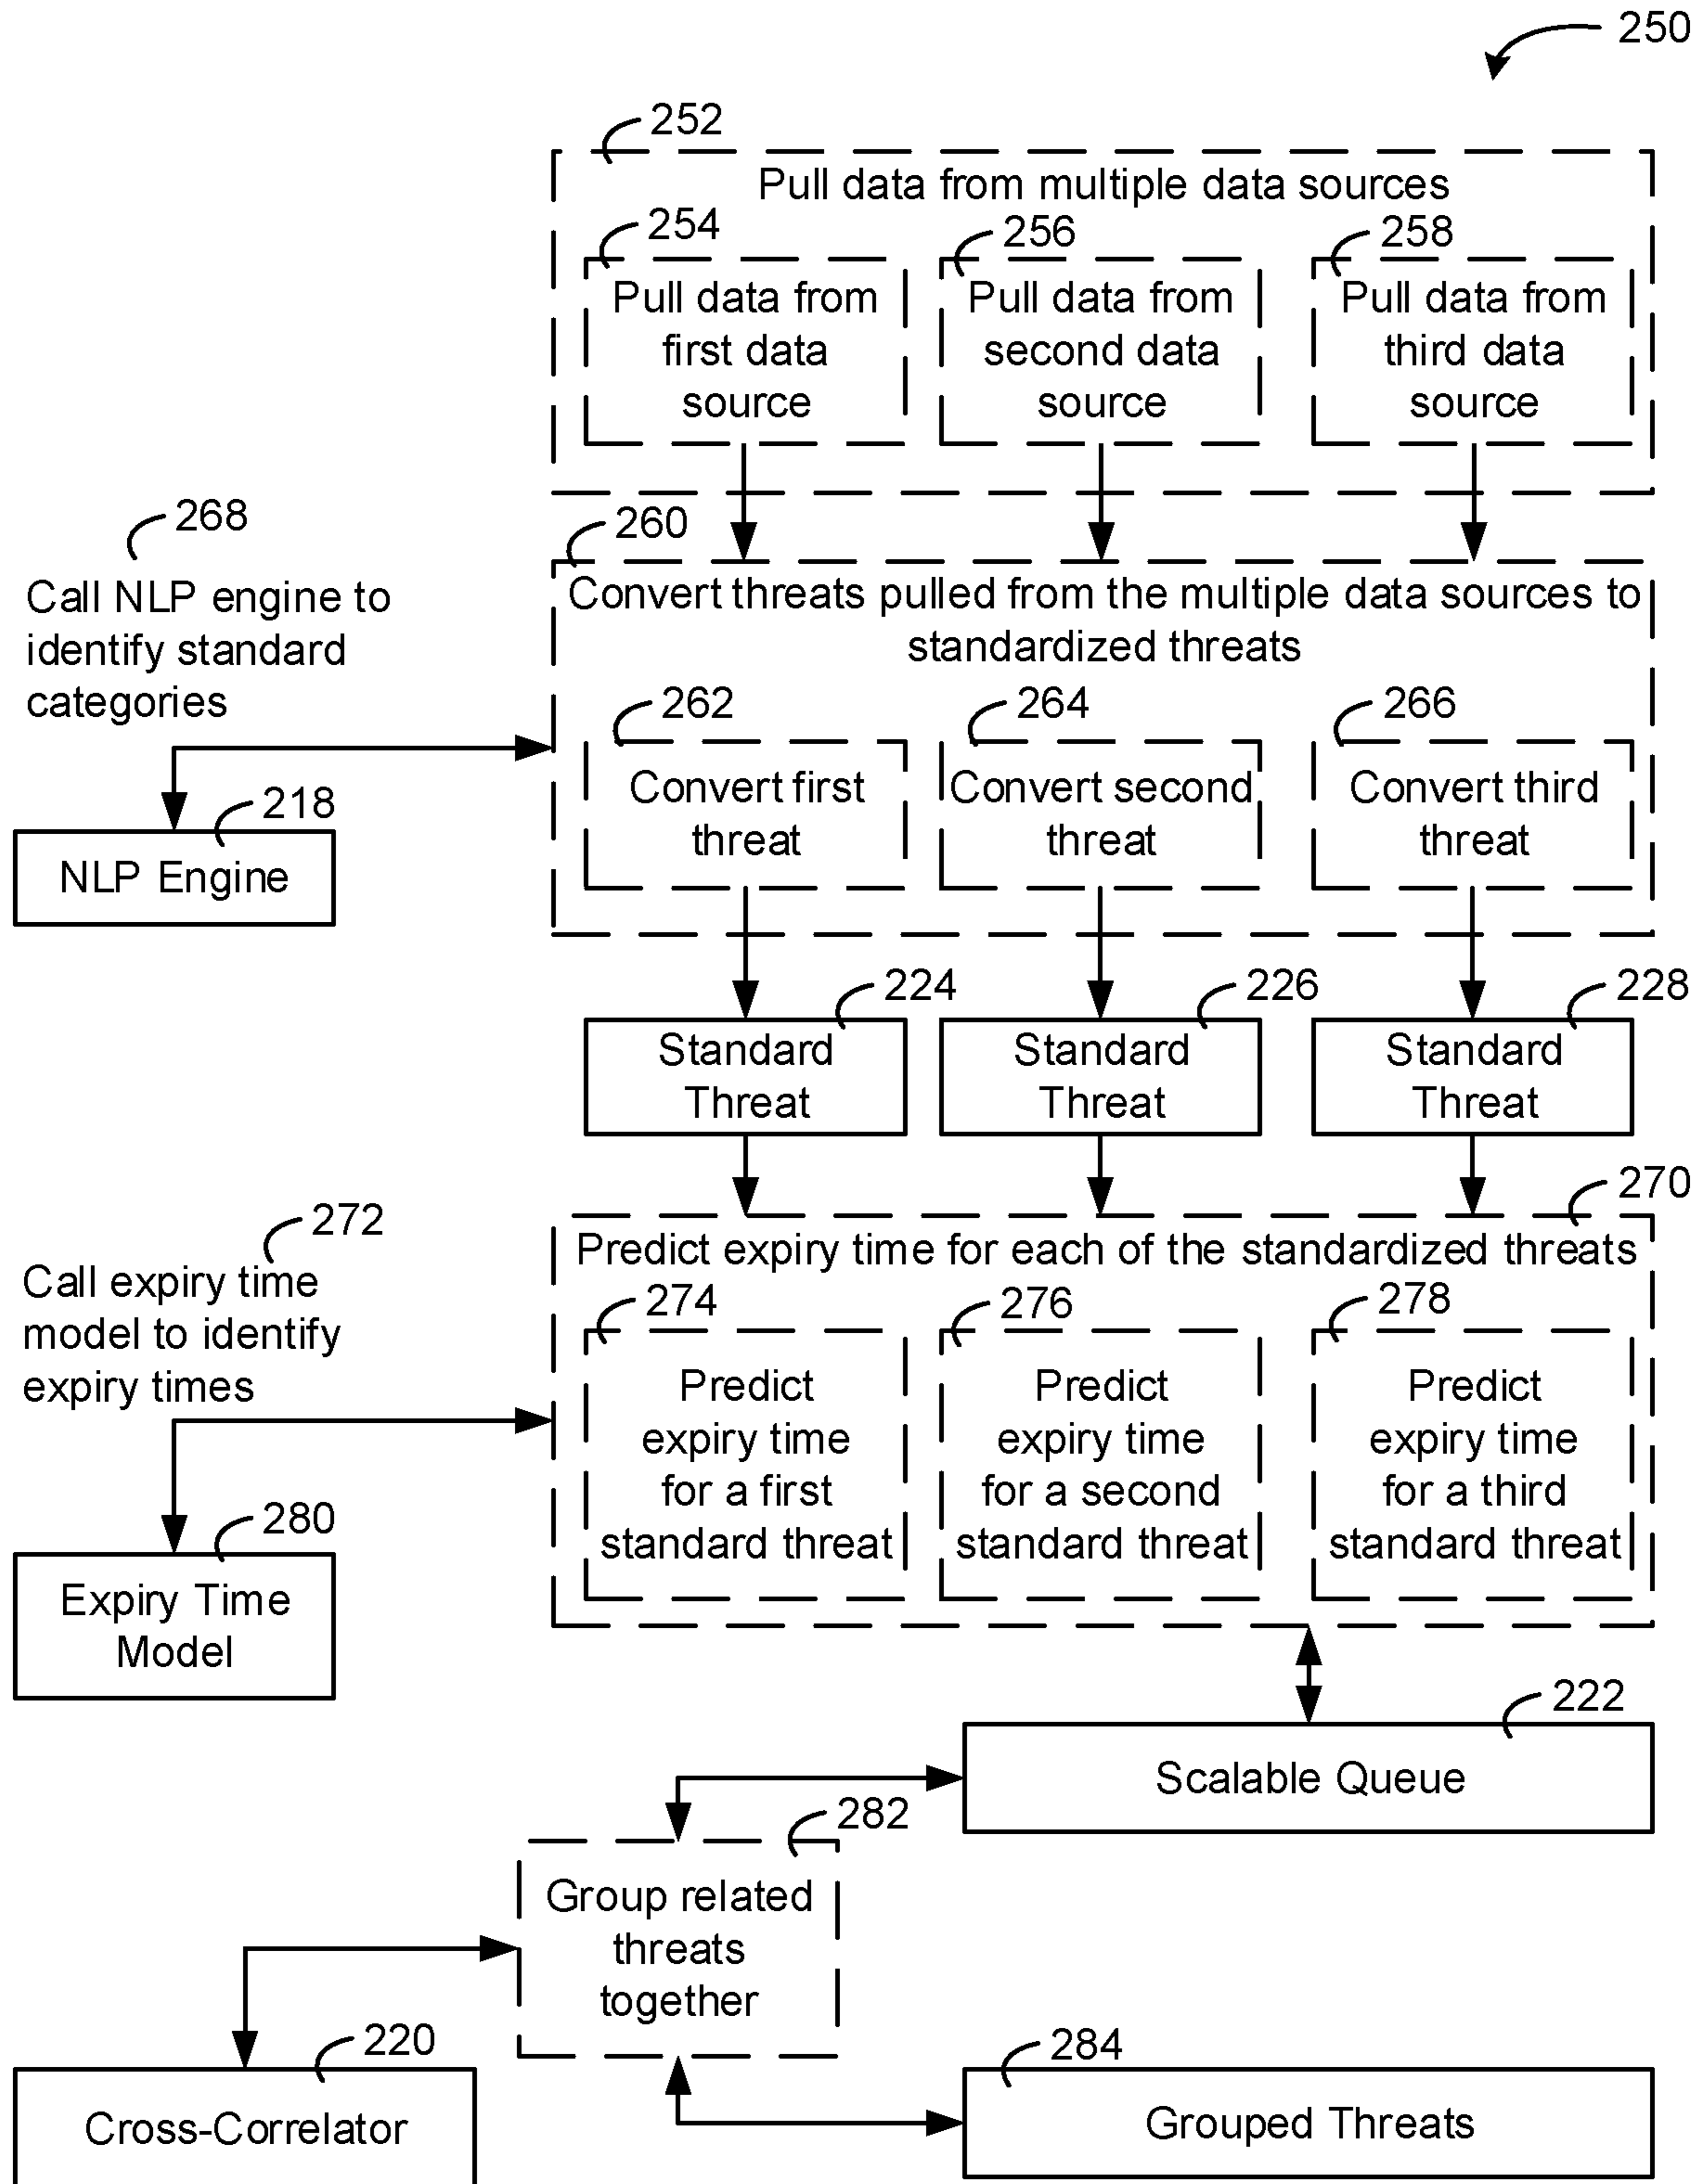 250
252
Pull data from multiple data sources
254
256
258
Pull data from
first data
source
Pull data from
second data
source
Pull data from
third data
source
268
Call NLP engine to
identify standard
categories
260
Convert threats pulled from the multiple data sources to
standardized threats
262
264
266
Convert first
threat
Convert second
threat
Convert third
threat
218
NLP Engine
224
226
228
Standard
Threat
Standard
Threat
Standard
Threat
270
272
Call expiry time
model to identify
expiry times
Predict expiry time for each of the standardized threats
274
276
278
Predict
expiry time
for a first
standard threat
Predict
expiry time
for a second
standard threat
Predict
expiry time
for a third
standard threat
280
Expiry Time
Model
222
Scalable Queue
282
Group related
threats
together
220
Cross-Correlator
284
Grouped Threats